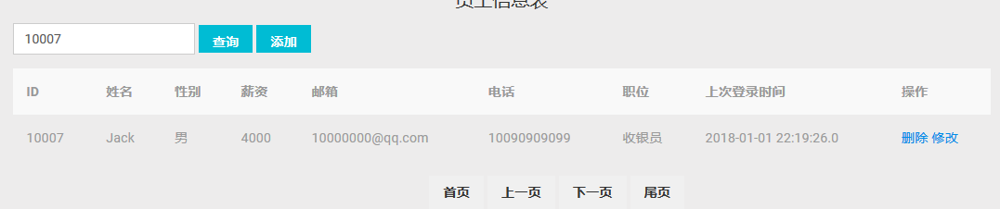 员工信息表
10007 查询 添加
ID 姓名 性别 薪资 邮箱 电话 职位 上次登录时间 操作
10007 Jack 男 4000 10000000@qq.com 10090909099 收银员 2018-01-01 22:19:26.0 删除 修改
首页 上一页 下一页 尾页